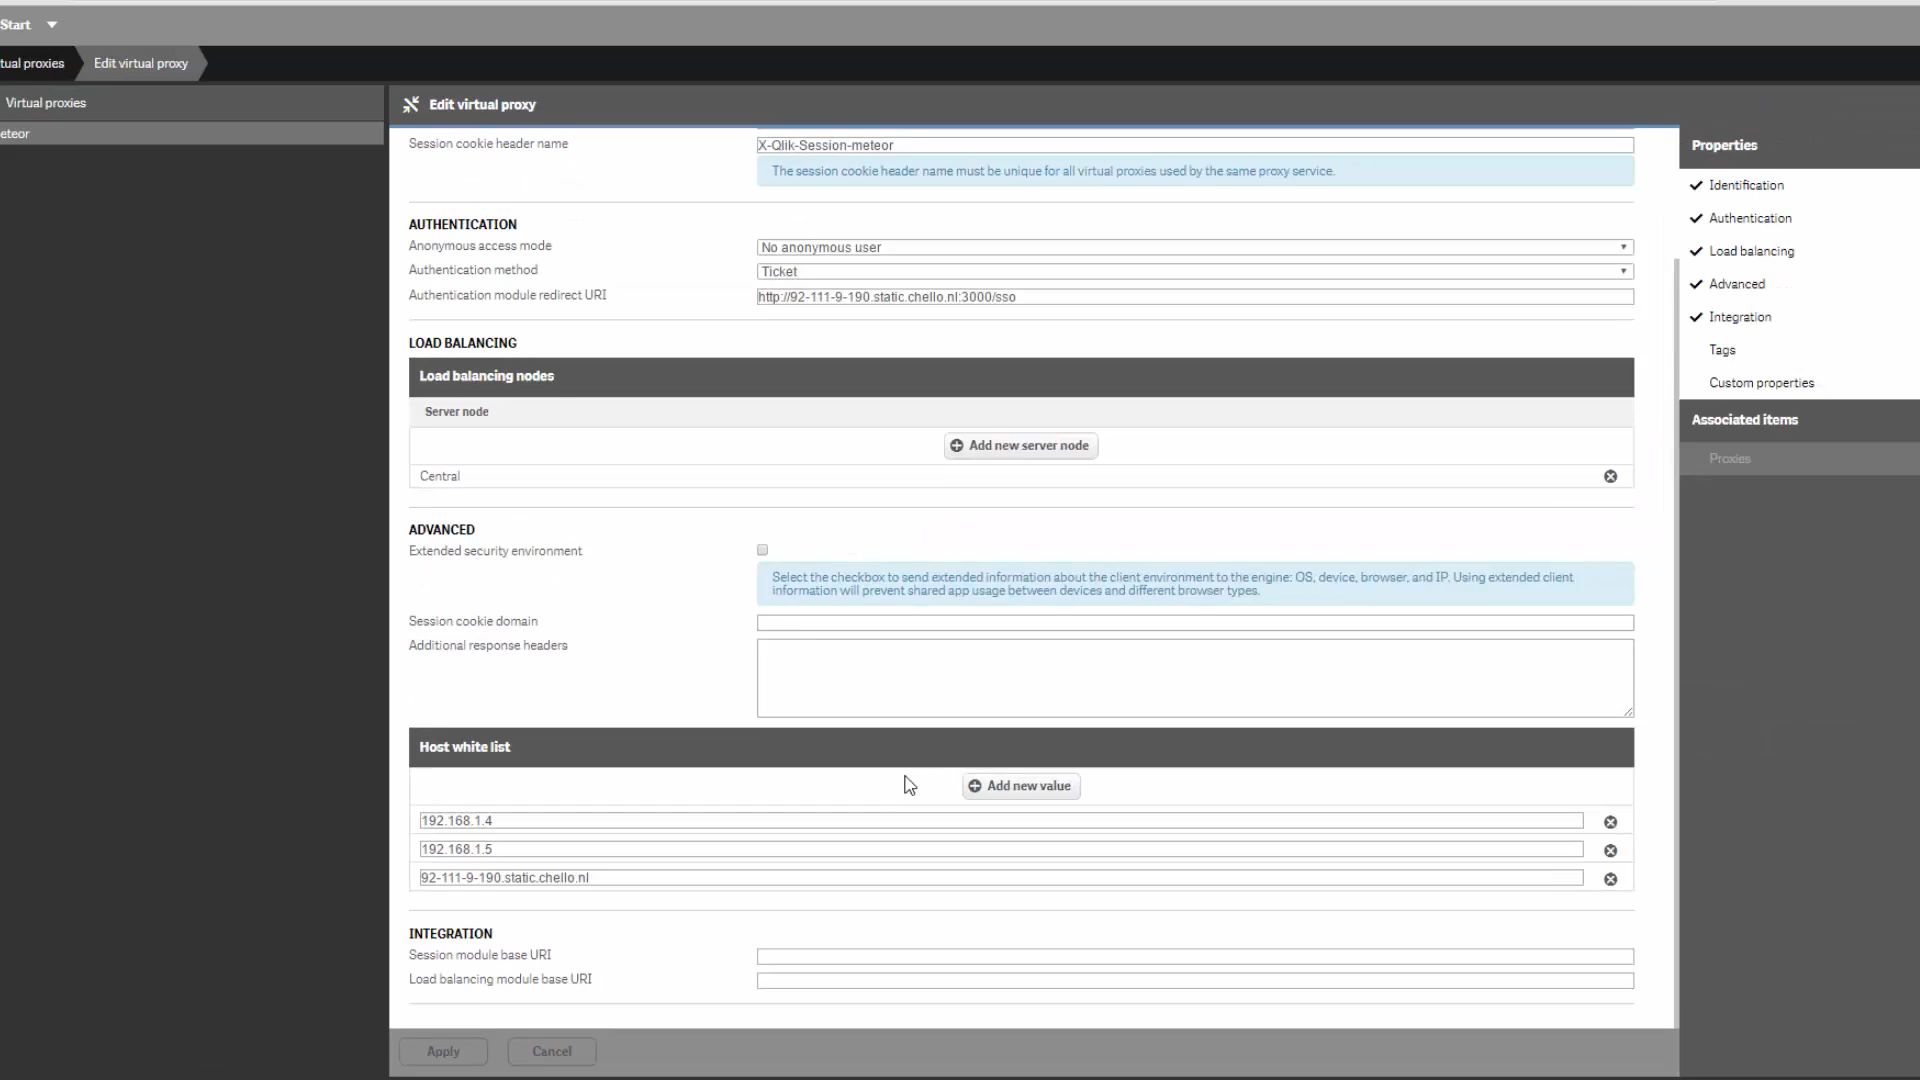 Start
tual proxies
Edit virtual proxy
Virtual proxies
eteor
Edit virtual proxy
Session cookie header name
X-Qlik-Session-meteor
The session cookie header name must be unique for all virtual proxies used by the same proxy service.
AUTHENTICATION
Anonymous access mode
No anonymous user
Authentication method
Ticket
Authentication module redirect URI
http://92-111-9-190.static.chello.nl:3000/sso
LOAD BALANCING
Load balancing nodes
Server node
Add new server node
Central
ADVANCED
Extended security environment
Select the checkbox to send extended information about the client environment to the engine: OS, device, browser, and IP. Using extended client
information will prevent shared app usage between devices and different browser types.
Session cookie domain
Additional response headers
Host white list
Add new value
192.168.1.4
192.168.1.5
92-111-9-190.static.chello.nl
INTEGRATION
Session module base URI
Load balancing module base URI
Apply
Cancel
Properties
Identification
Authentication
Load balancing
Advanced
Integration
Tags
Custom properties
Associated items
Proxies